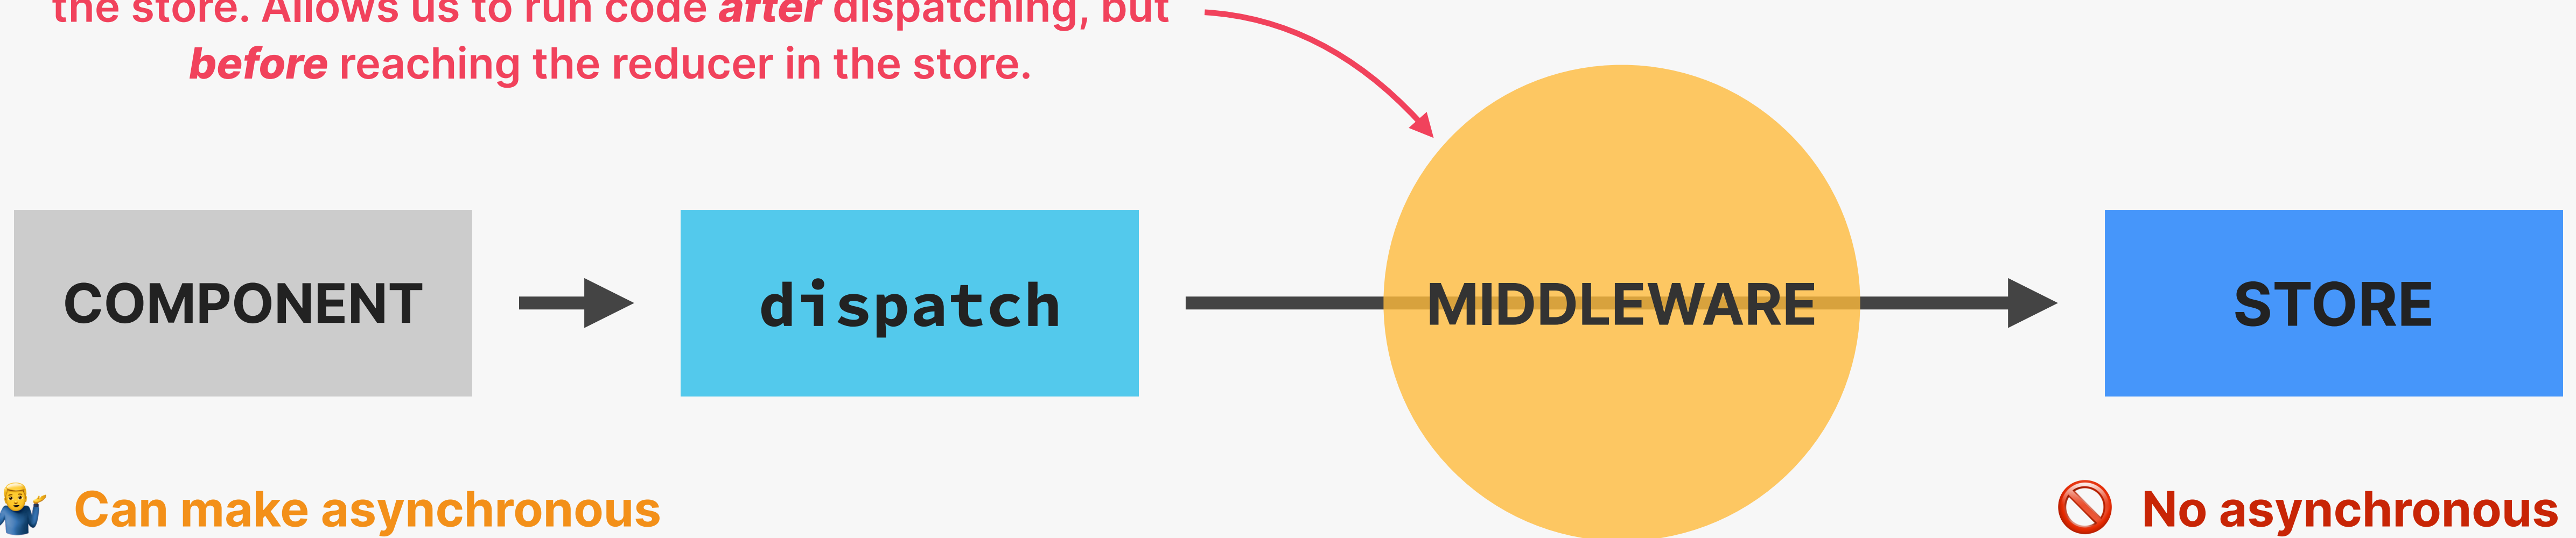 the store. Allows us to run code after dispatching, but
before reaching the reducer in the store.
COMPONENT
dispatch
MIDDLEWARE
STORE
Can make asynchronous
No asynchronous